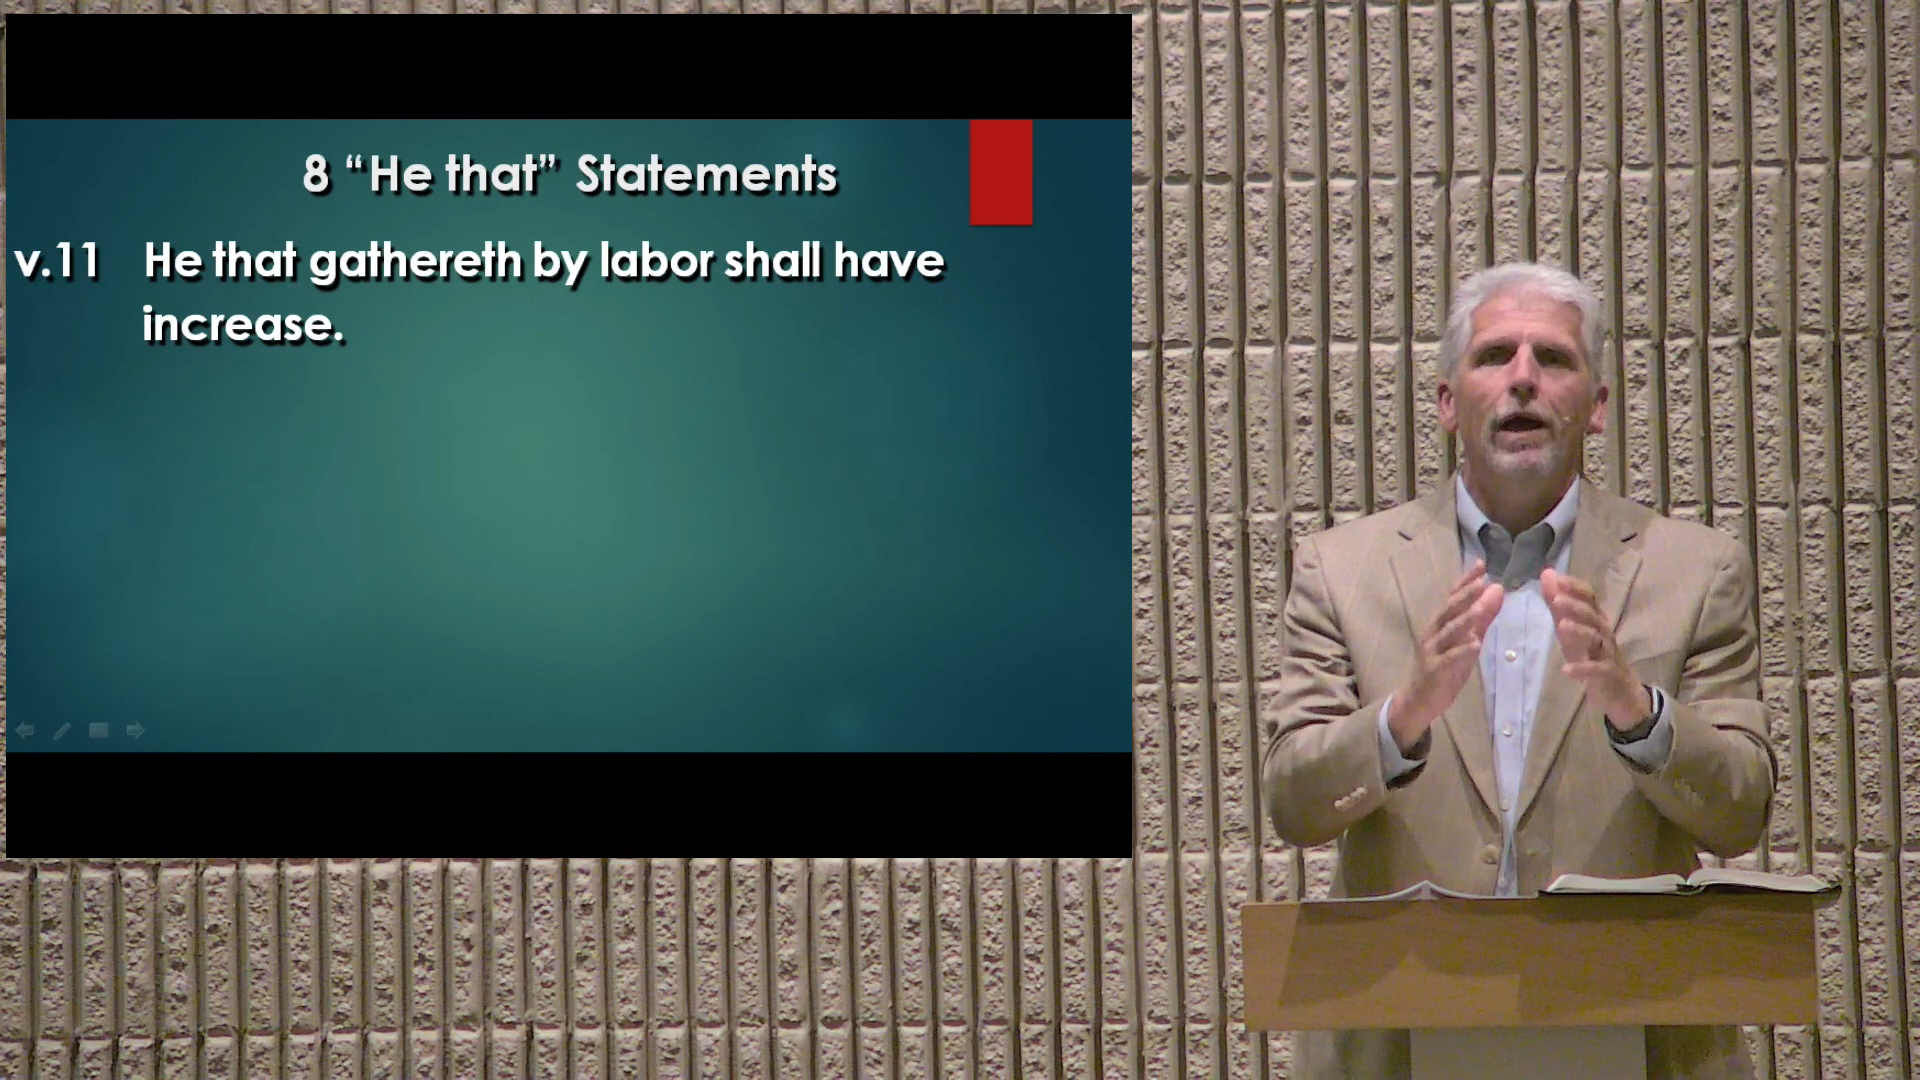 8 “He that” Statements
v.11 He that gathereth by labor shall have
increase.